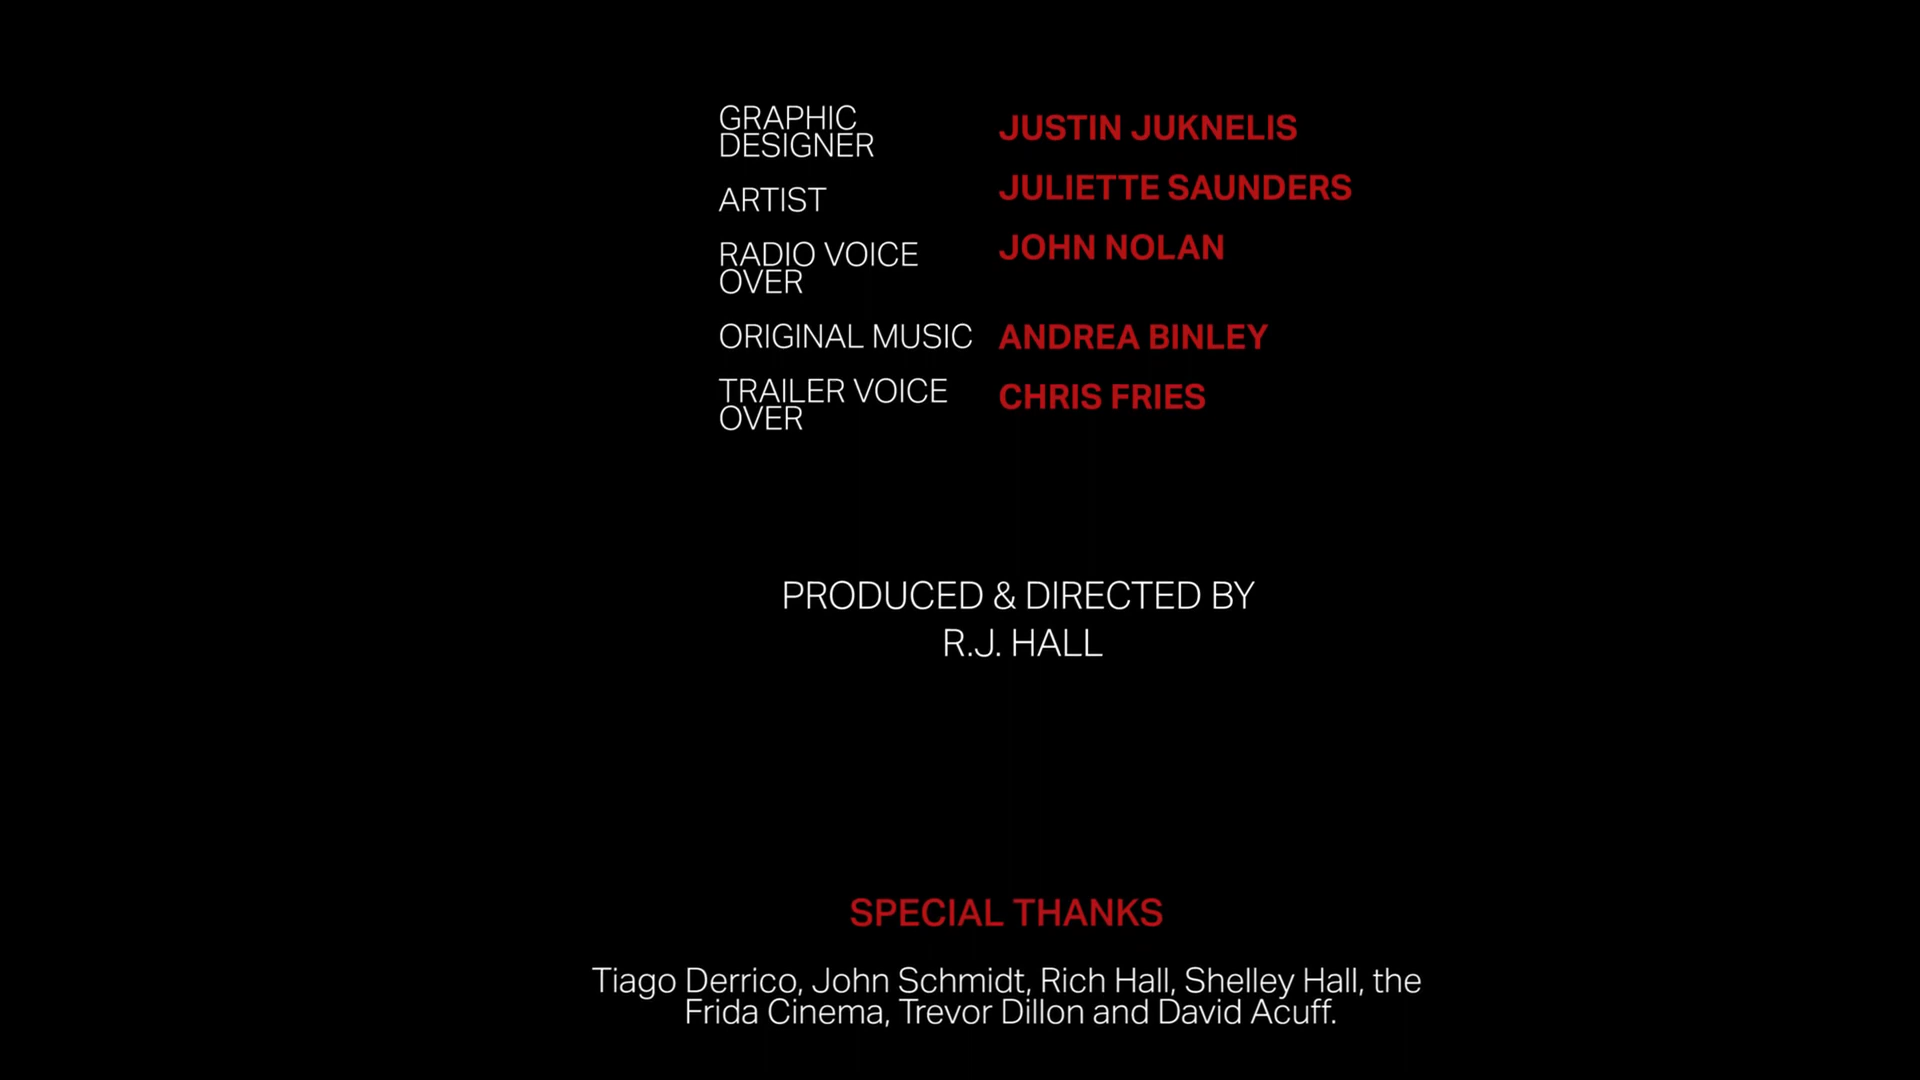 GRAPHIC
DESIGNER
JUSTIN JUKNELIS
ARTIST
JULIETTE SAUNDERS
RADIO VOICE
OVER
JOHN NOLAN
ORIGINAL MUSIC
ANDREA BINLEY
TRAILER VOICE
OVER
CHRIS FRIES
PRODUCED & DIRECTED BY
R.J. HALL
SPECIAL THANKS
Tiago Derrico, John Schmidt, Rich Hall, Shelley Hall, the
Frida Cinema, Trevor Dillon and David Acuff.